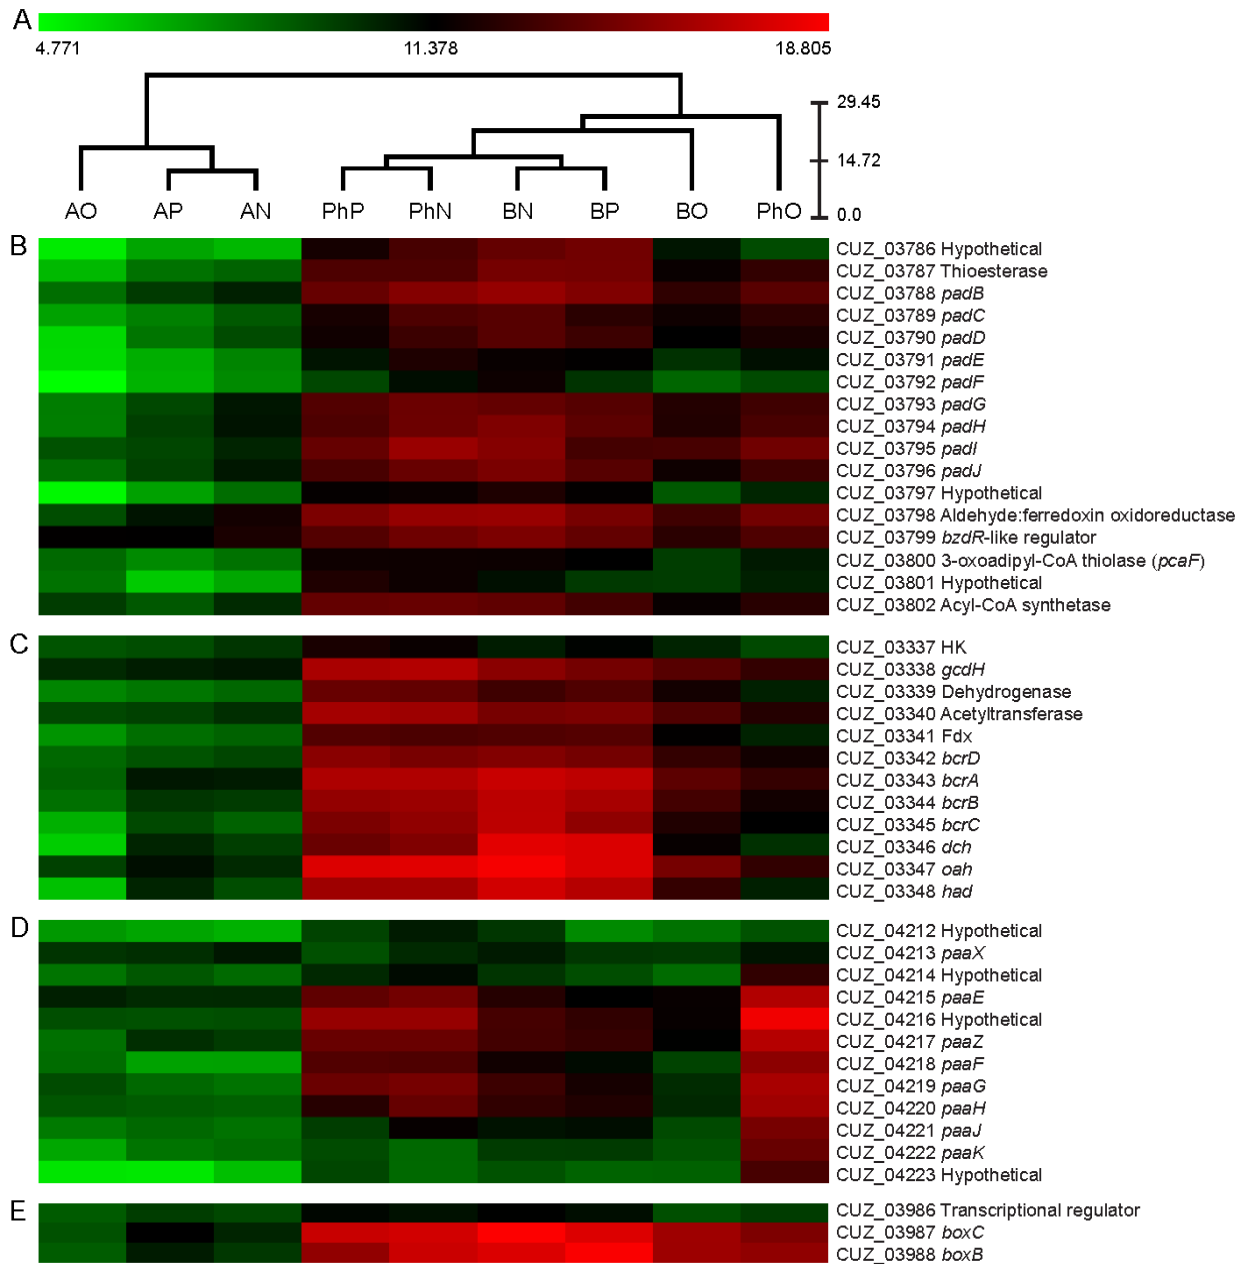 A
4.771 11.378 18.805
29.45
14.72
0.0
AO AP AN PhP PhN BN BP BO PhO
B
CUZ_03786 Hypothetical
CUZ_03787 Thioesterase
CUZ_03788 padB
CUZ_03789 padC
CUZ_03790 padD
CUZ_03791 padE
CUZ_03792 padF
CUZ_03793 padG
CUZ_03794 padH
CUZ_03795 padI
CUZ_03796 padJ
CUZ_03797 Hypothetical
CUZ_03798 Aldehyde:ferredoxin oxidoreductase
CUZ_03799 bzdR-like regulator
CUZ_03800 3-oxoadipyl-CoA thiolase (pcaF)
CUZ_03801 Hypothetical
CUZ_03802 Acyl-CoA synthetase
C
CUZ_03337 HK
CUZ_03338 gcdH
CUZ_03339 Dehydrogenase
CUZ_03340 Acetyltransferase
CUZ_03341 Fdx
CUZ_03342 bcrD
CUZ_03343 bcrA
CUZ_03344 bcrB
CUZ_03345 bcrC
CUZ_03346 dch
CUZ_03347 oah
CUZ_03348 had
D
CUZ_04212 Hypothetical
CUZ_04213 paaX
CUZ_04214 Hypothetical
CUZ_04215 paaE
CUZ_04216 Hypothetical
CUZ_04217 paaZ
CUZ_04218 paaF
CUZ_04219 paaG
CUZ_04220 paaH
CUZ_04221 paaJ
CUZ_04222 paaK
CUZ_04223 Hypothetical
E
CUZ_03986 Transcriptional regulator
CUZ_03987 boxC
CUZ_03988 boxB